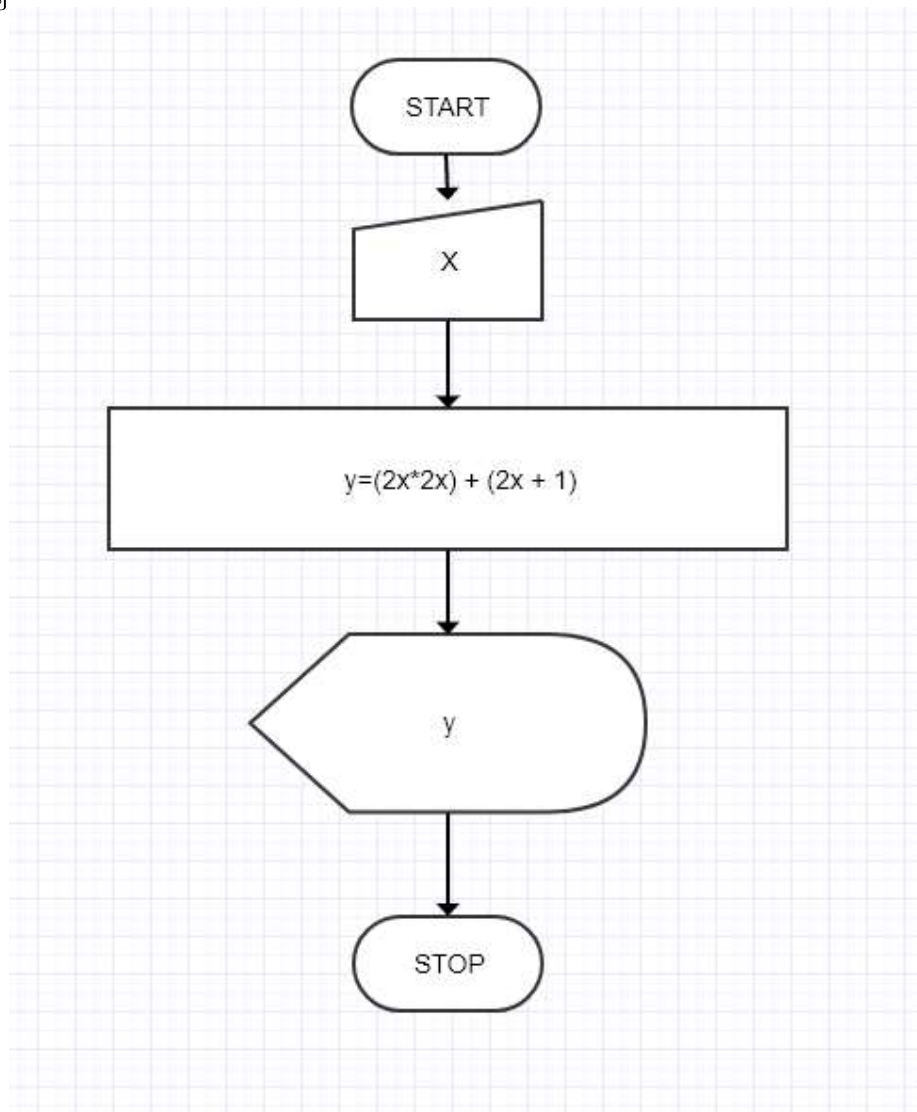 START
X
y=(2x*2x) + (2x + 1)
y
STOP